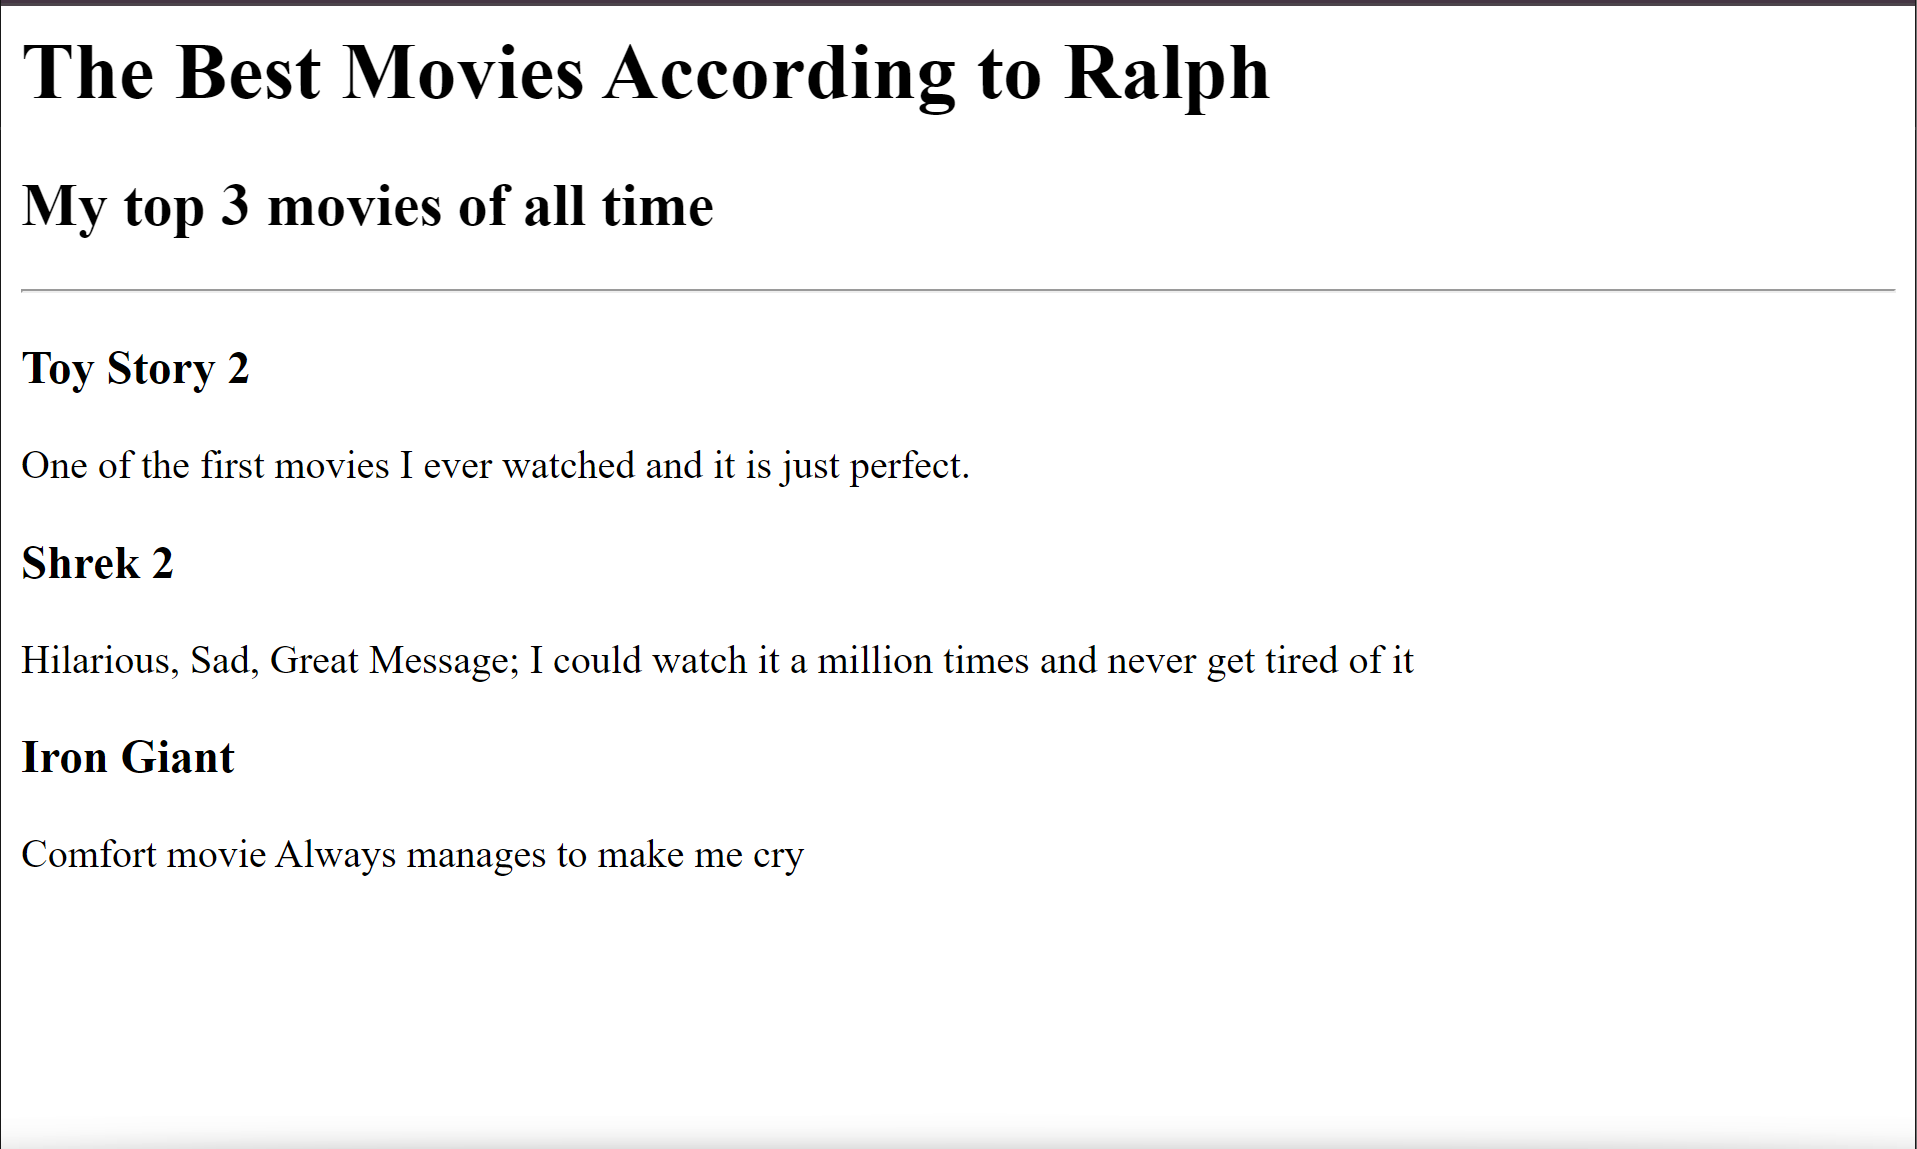 The Best Movies According to Ralph
My top 3 movies of all time
Toy Story 2
One of the first movies I ever watched and it is just perfect.
Shrek 2
Hilarious, Sad, Great Message; I could watch it a million times and never get tired of it
Iron Giant
Comfort movie Always manages to make me cry